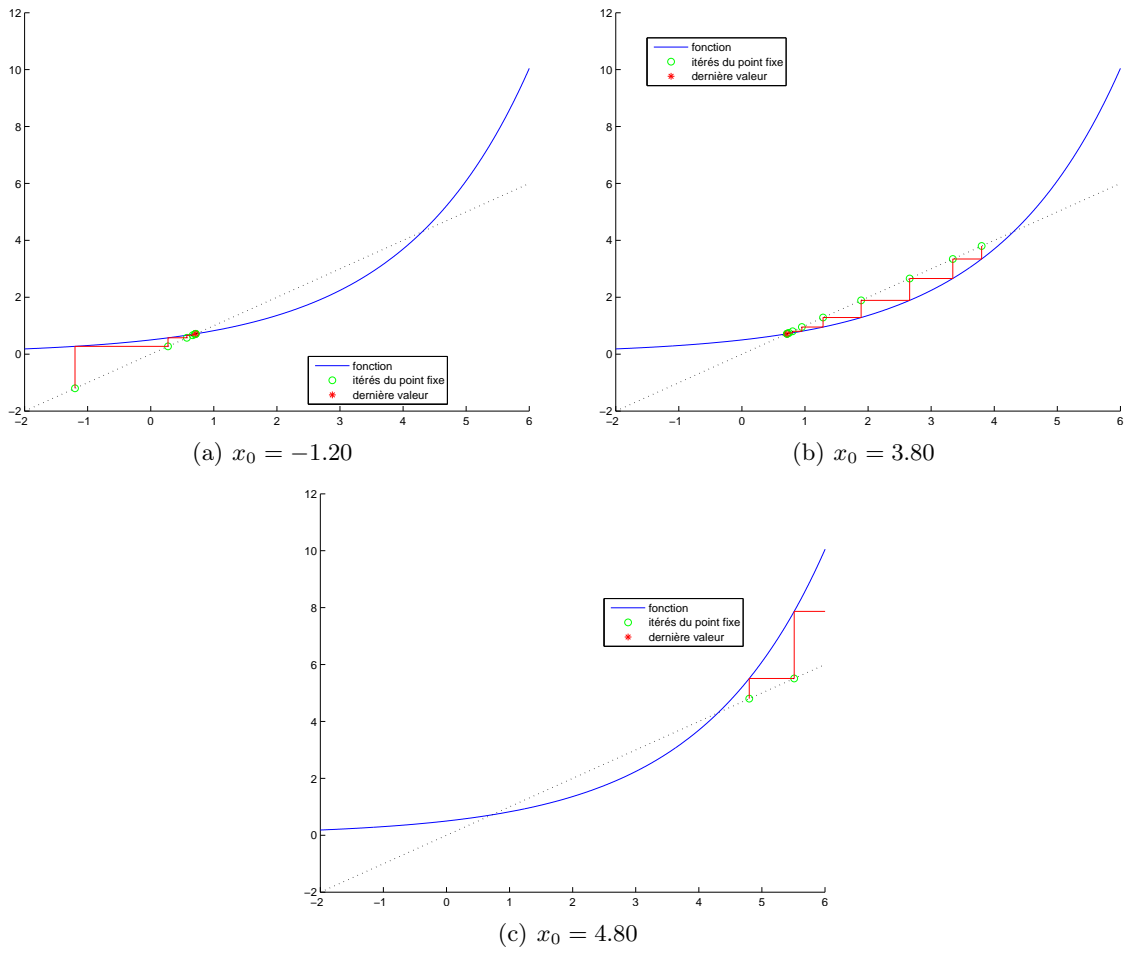 12
10
8
6
4
2
0
−2
−2 −1 0 1 2 3 4 5 6
fonction
itérés du point fixe
dernière valeur
(a) x₀ = −1.20
12
10
8
6
4
2
0
−2
−2 −1 0 1 2 3 4 5 6
fonction
itérés du point fixe
dernière valeur
(b) x₀ = 3.80
12
10
8
6
4
2
0
−2
−2 −1 0 1 2 3 4 5 6
fonction
itérés du point fixe
dernière valeur
(c) x₀ = 4.80